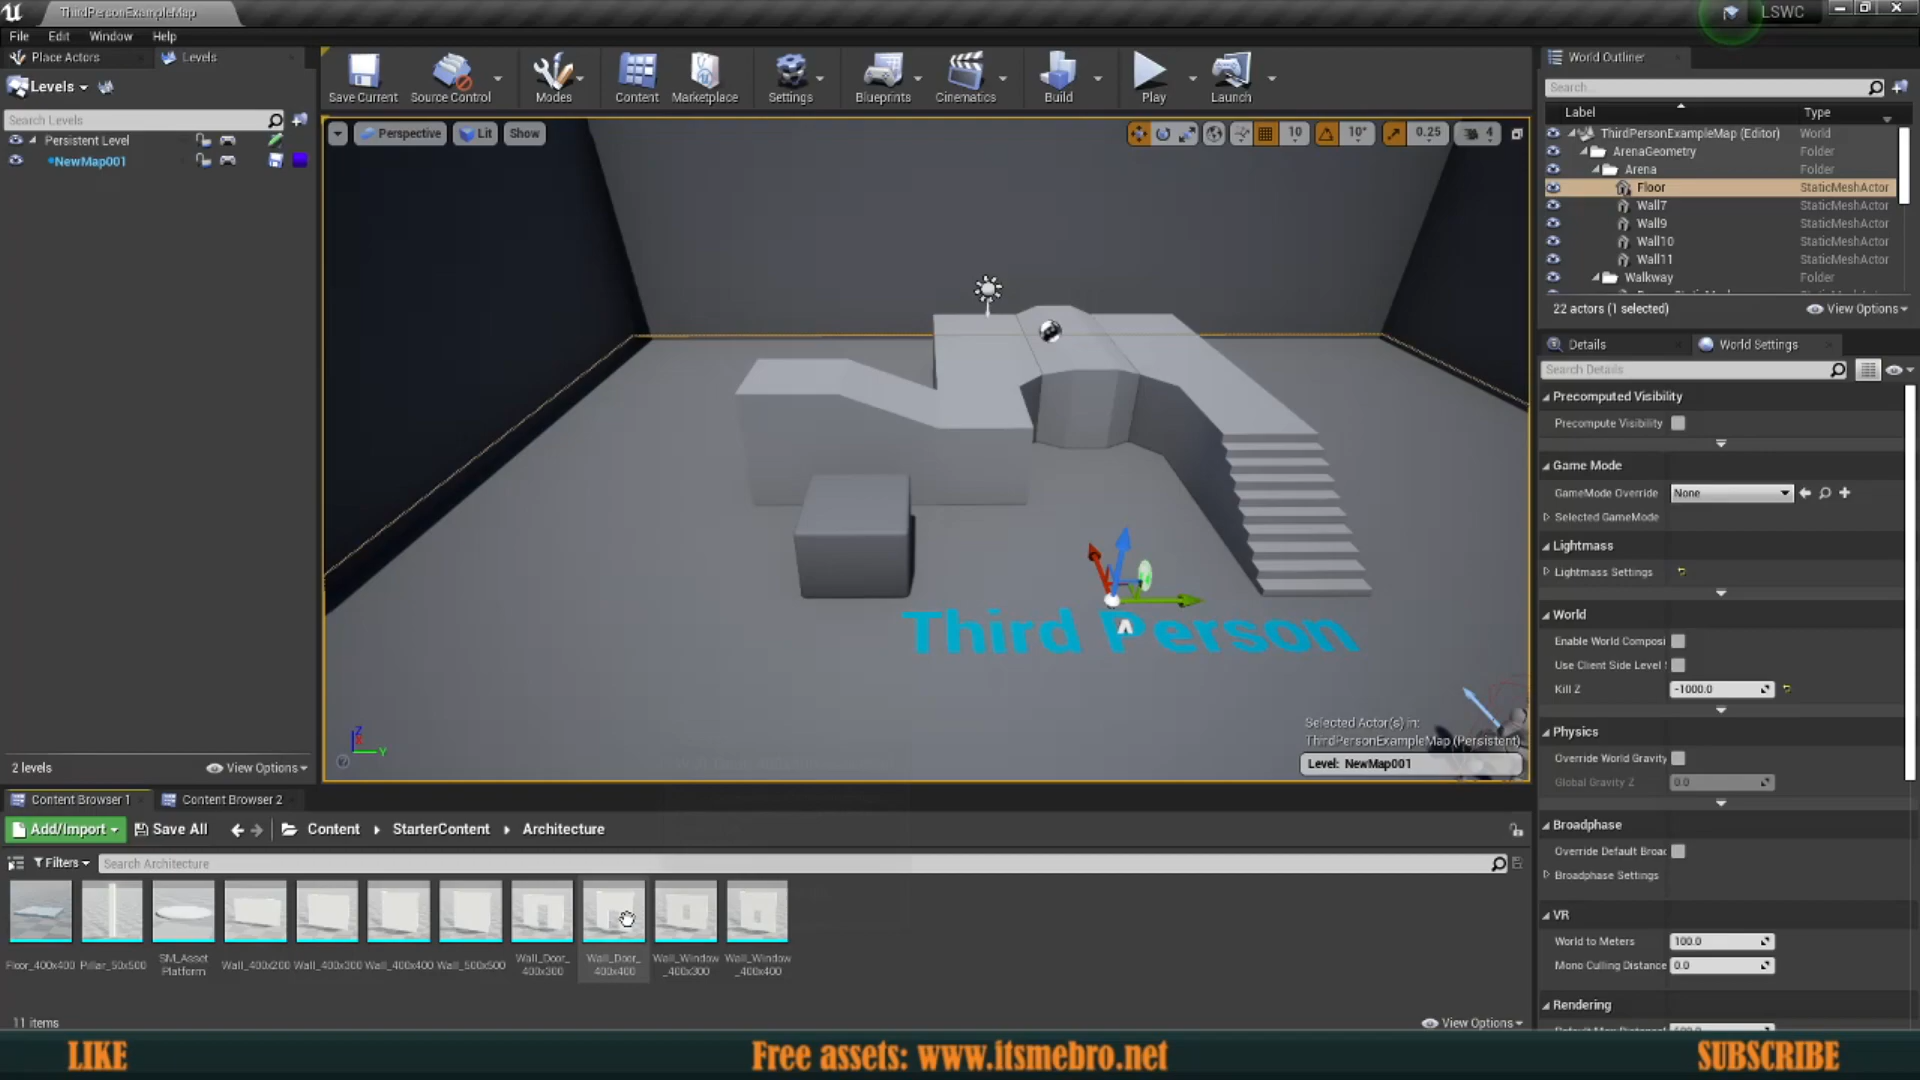 ThirdPersonExampleMap
LSWC
File Edit Window Help
Place Actors
Levels
Levels
Search Levels
Persistent Level
NewMap001
2 levels
View Options
Save Current
Source Control
Modes
Content
Marketplace
Settings
Blueprints
Cinematics
Build
Play
Launch
Perspective
Lit
Show
10
10°
0.25
4
Third Person
Selected Actor(s) in:
ThirdPersonExampleMap (Persistent)
Level: NewMap001
World Outliner
Search...
Label Type
ThirdPersonExampleMap (Editor) World
ArenaGeometry Folder
Arena Folder
Floor StaticMeshActor
Wall7 StaticMeshActor
Wall9 StaticMeshActor
Wall10 StaticMeshActor
Wall11 StaticMeshActor
Walkway Folder
22 actors (1 selected)
View Options
Details
World Settings
Search Details
Precomputed Visibility
Precompute Visibility
Game Mode
GameMode Override None
Selected GameMode
Lightmass
Lightmass Settings
World
Enable World Composi
Use Client Side Level
Kill Z -1000.0
Physics
Override World Gravity
Global Gravity Z 0.0
Broadphase
Override Default Broac
Broadphase Settings
VR
World to Meters 100.0
Mono Culling Distance 0.0
Rendering
Content Browser 1
Content Browser 2
Add/Import
Save All
Content
StarterContent
Architecture
Filters
Search Architecture
Floor_400x400
Pillar_50x500
SM_Asset
Platform
Wall_400x200
Wall_400x300
Wall_400x400
Wall_500x500
Wall_Door_
400x300
Wall_Door_
400x400
Wall_Window
_400x300
Wall_Window
_400x400
11 items
View Options
LIKE
Free assets: www.itsmebro.net
SUBSCRIBE